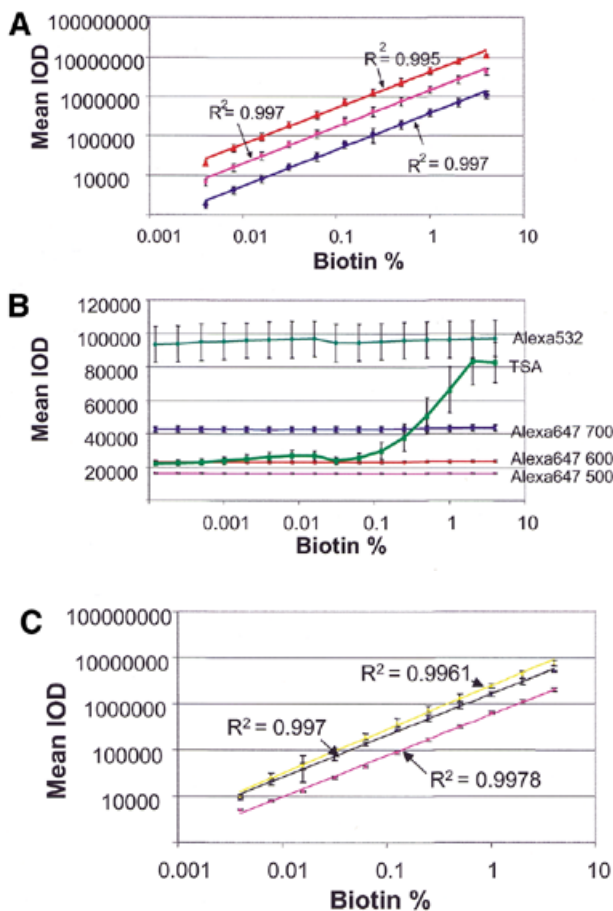 A
100000000
10000000
1000000
100000
10000
Mean IOD
R² = 0.995
R² = 0.997
R² = 0.997
0.001
0.01
0.1
1
10
Biotin %
B
120000
100000
80000
60000
40000
20000
Mean IOD
Alexa532
TSA
Alexa647 700
Alexa647 600
Alexa647 500
0.001
0.01
0.1
1
Biotin %
C
100000000
10000000
1000000
100000
10000
Mean IOD
R² = 0.9961
R² = 0.997
R² = 0.9978
0.001
0.01
0.1
1
10
Biotin %